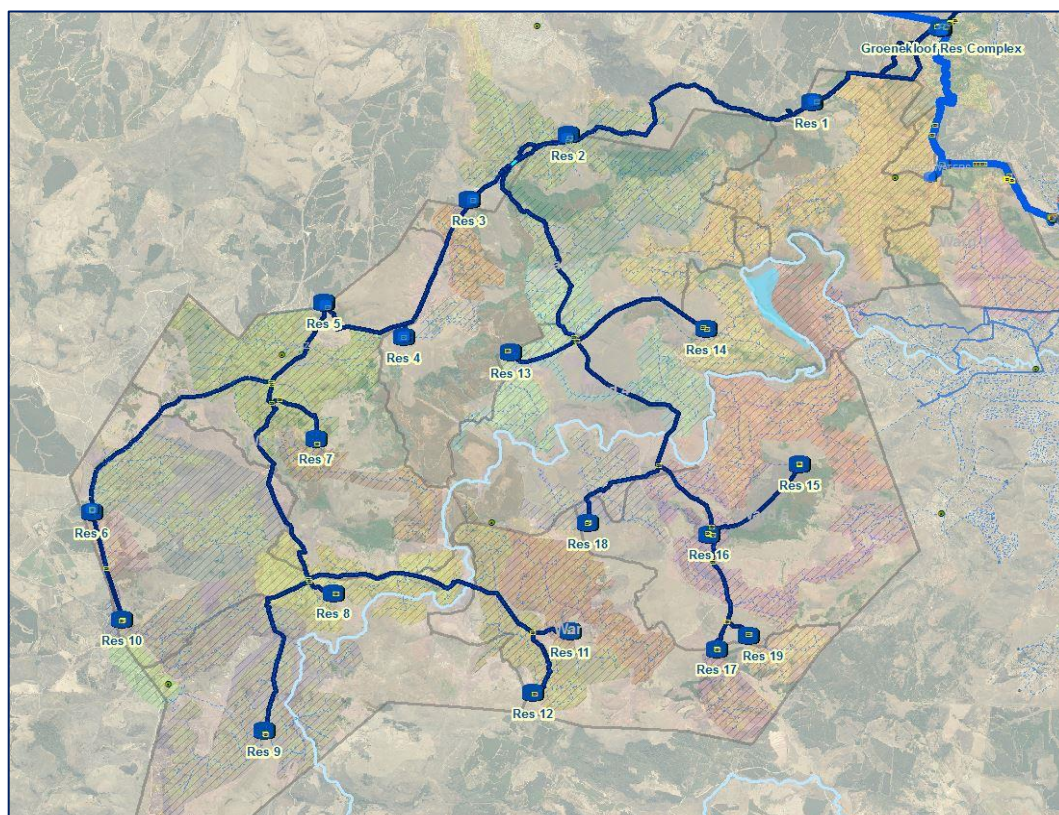 Groenekloof Res Complex
Res 1
Res 2
Res 3
Res 5
Res 4
Res 14
Res 13
Res 7
Res 15
Res 6
Res 18
Res 16
Res 8
Res 10
War
Res 11
Res 19
Res 17
Res 12
Res 9